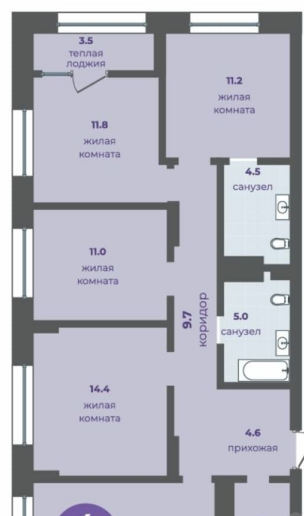 3.5
теплая
лоджия
11.2
жилая
комната
11.8
жилая
комната
4.5
санузел
11.0
жилая
комната
9.7
коридор
5.0
санузел
14.4
жилая
комната
4.6
прихожая